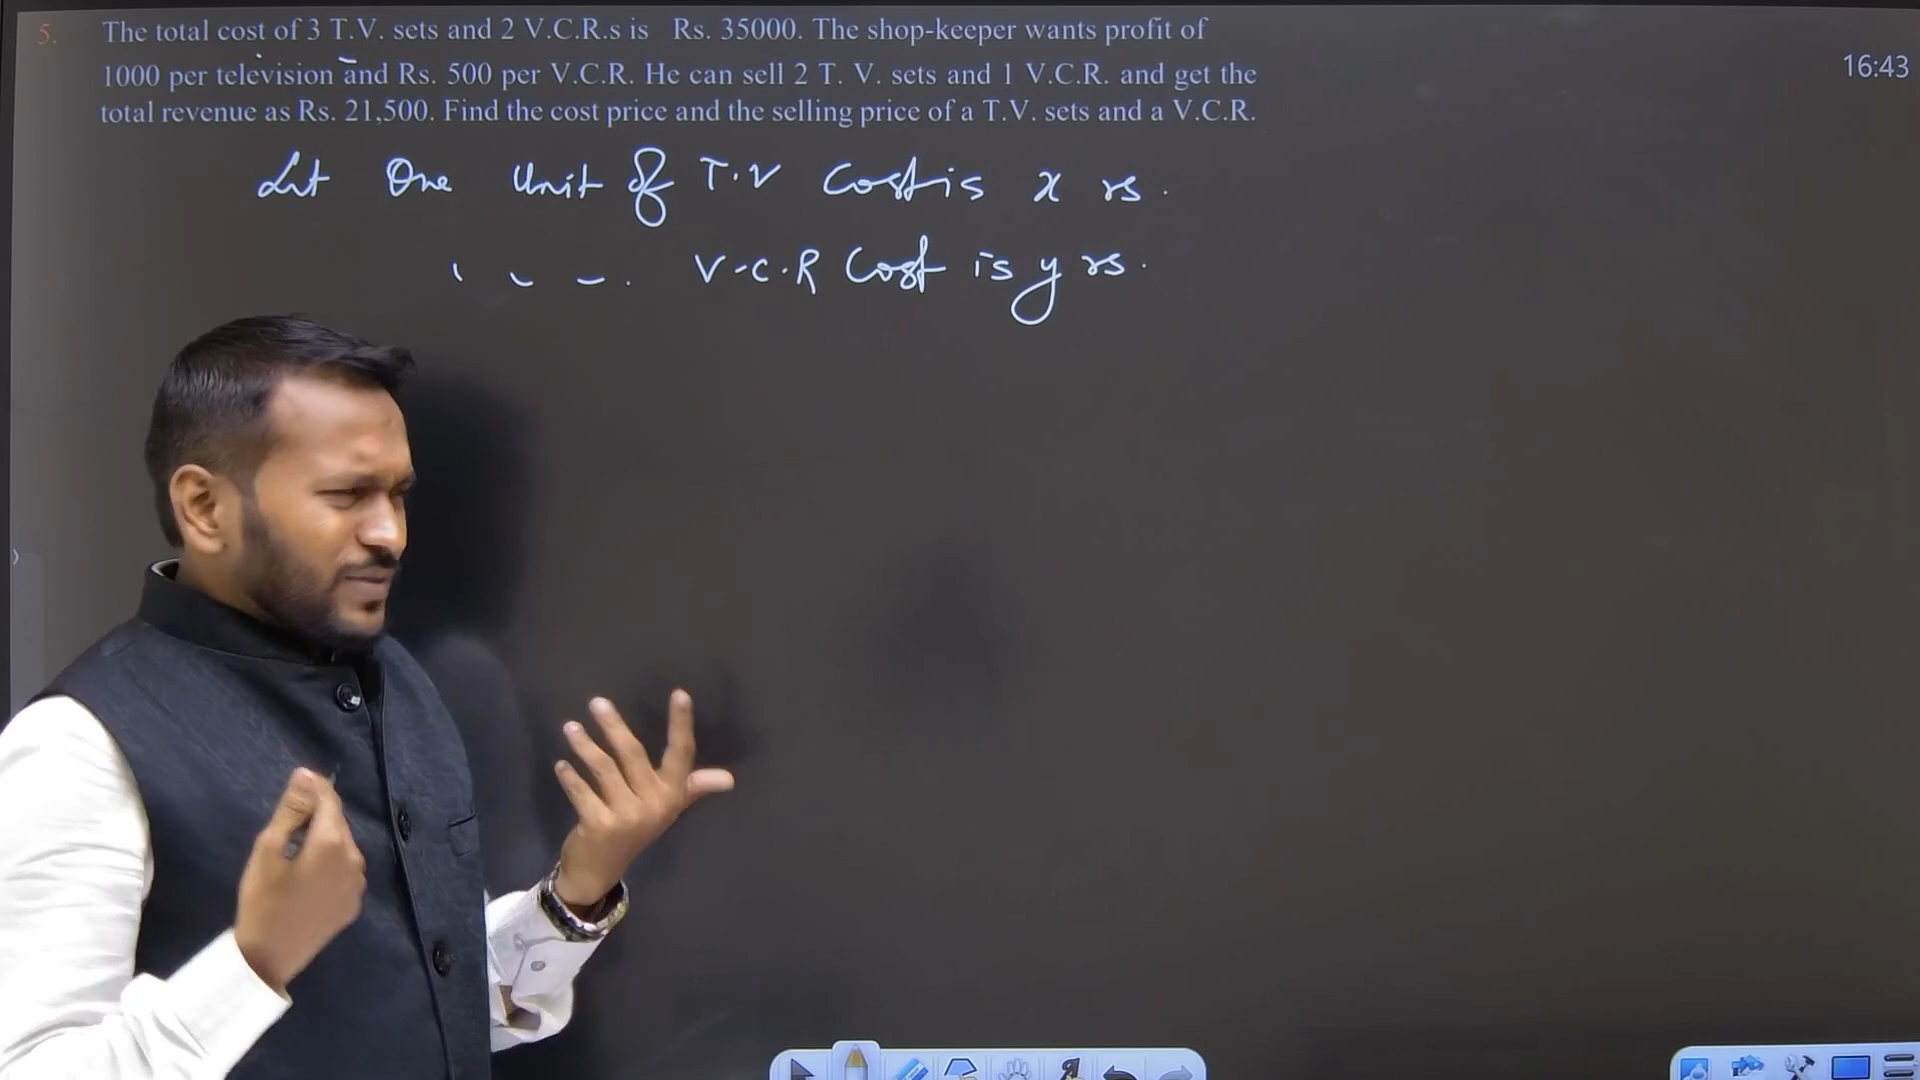 5. The total cost of 3 T.V. sets and 2 V.C.R.s is Rs. 35000. The shop-keeper wants profit of
16:43
1000 per television and Rs. 500 per V.C.R. He can sell 2 T. V. sets and 1 V.C.R. and get the
total revenue as Rs. 21,500. Find the cost price and the selling price of a T.V. sets and a V.C.R.
Let One Unit of T.V Cost is x rs.
V.C.R Cost is y rs.